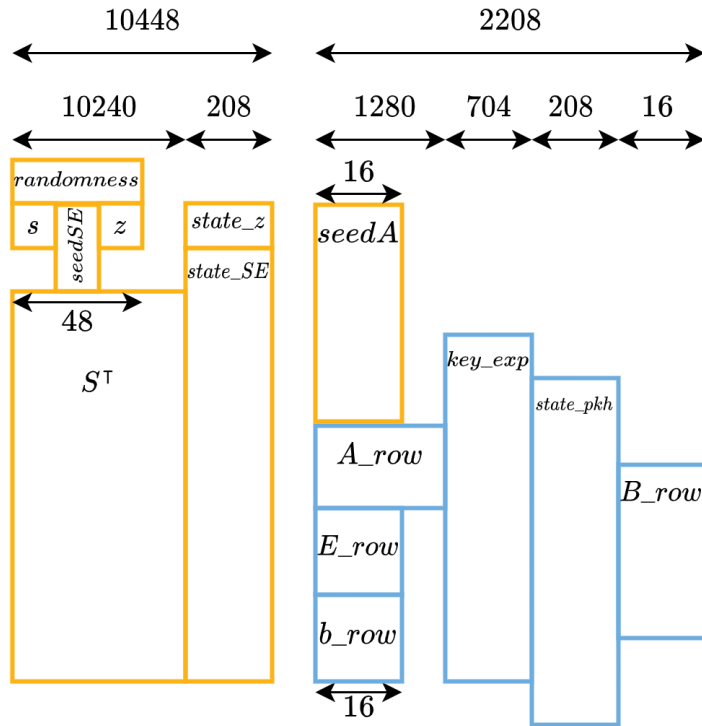 10448 2208
10240 208 1280 704 208 16
randomness 16
s seedSE z state_z seedA
state_SE
48
S⊺ key_exp
state_pkh
A_row B_row
E_row
b_row
16